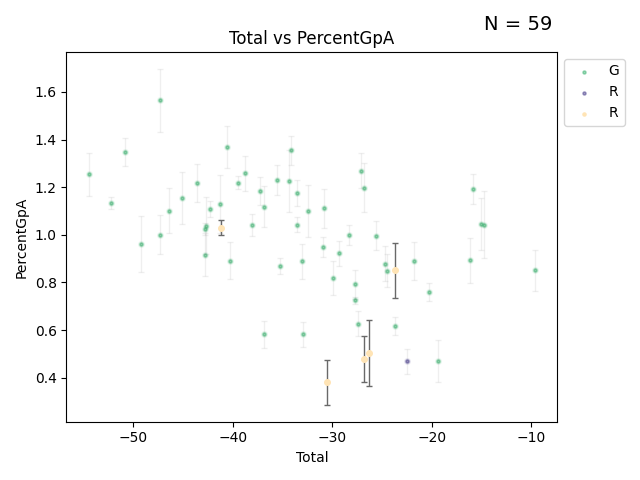 N = 59
Total vs PercentGpA
G
R
R
PercentGpA
1.6
1.4
1.2
1.0
0.8
0.6
0.4
−50
−40
−30
−20
−10
Total